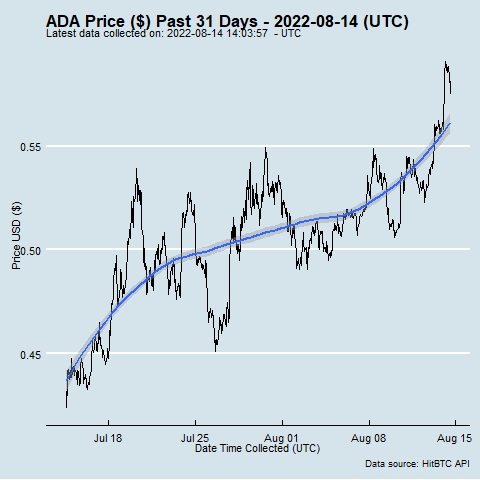 ADA Price ($) Past 31 Days - 2022-08-14 (UTC)
Latest data collected on: 2022-08-14 14:03:57  - UTC
0.55
0.50
0.45
Price USD ($)
Jul 18
Jul 25
Aug 01
Aug 08
Aug 15
Date Time Collected (UTC)
Data source: HitBTC API